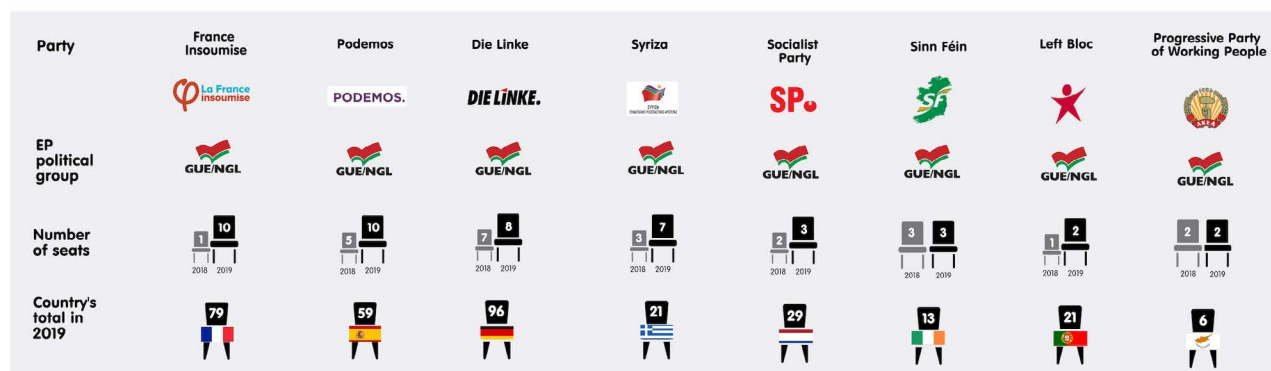 Party
France
Insoumise
Podemos
Die Linke
Syriza
Socialist
Party
Sinn Féin
Left Bloc
Progressive Party
of Working People
La France
insoumise
PODEMOS.
DIE LiNKE.
ΣΥΡΙΖΑ
SP
SF
ΑΚΕΛ
EP
political
group
GUE/NGL
GUE/NGL
GUE/NGL
GUE/NGL
GUE/NGL
GUE/NGL
GUE/NGL
GUE/NGL
Number
of seats
1 10
5 10
7 8
3 7
2 3
3 3
1 2
2 2
2018 2019
2018 2019
2018 2019
2018 2019
2018 2019
2018 2019
2018 2019
2018 2019
Country's
total in
2019
79
59
96
21
29
13
21
6